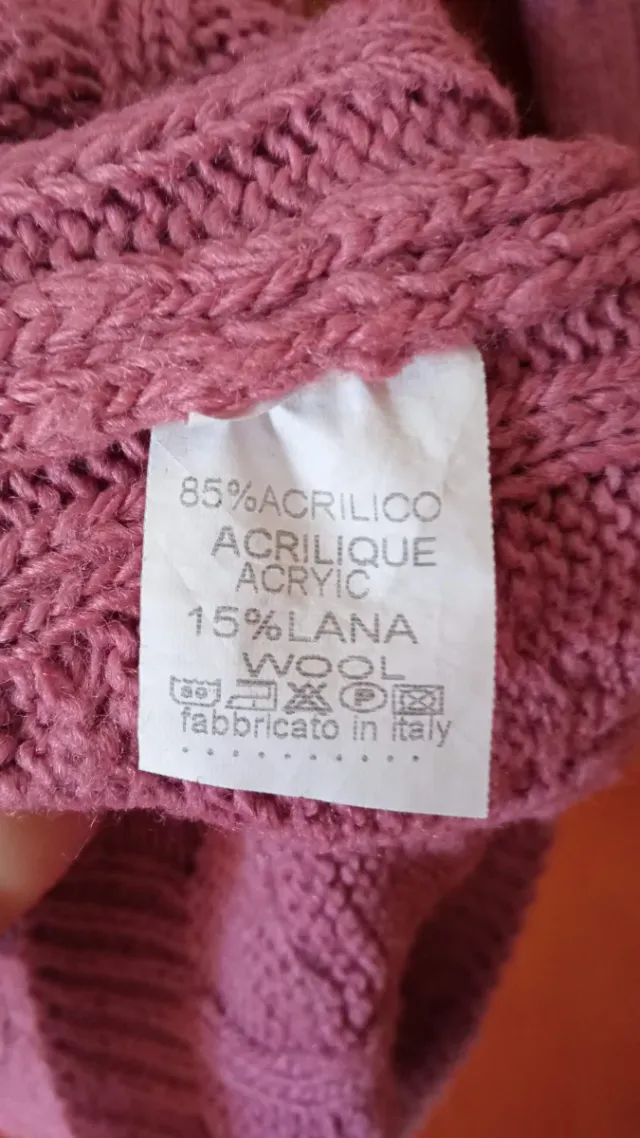 85%ACRILICO
ACRILIQUE
ACRYIC
15%LANA
WOOL
P
fabbricato in italy